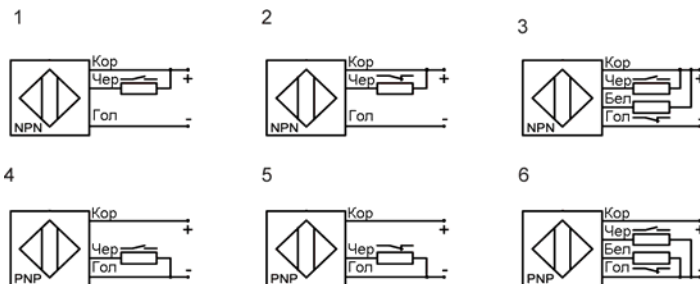 1
2
3
Кор
+
Чер
Гол
-
NPN
Кор
+
Чер
Гол
-
NPN
Кор
+
Чер
Бел
Гол
-
NPN
4
5
6
Кор
+
Чер
Гол
-
PNP
Кор
+
Чер
Гол
-
PNP
Кор
+
Чер
Бел
Гол
-
PNP